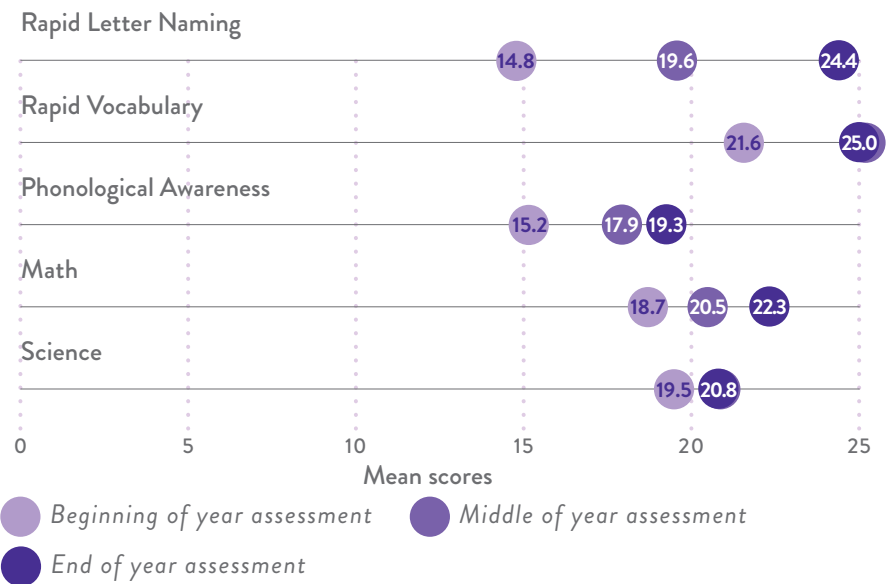 Rapid Letter Naming
14.8 19.6 24.4
Rapid Vocabulary
21.6 25.0
Phonological Awareness
15.2 17.9 19.3
Math
18.7 20.5 22.3
Science
19.5 20.8
0 5 10 15 20 25
Mean scores
Beginning of year assessment Middle of year assessment
End of year assessment